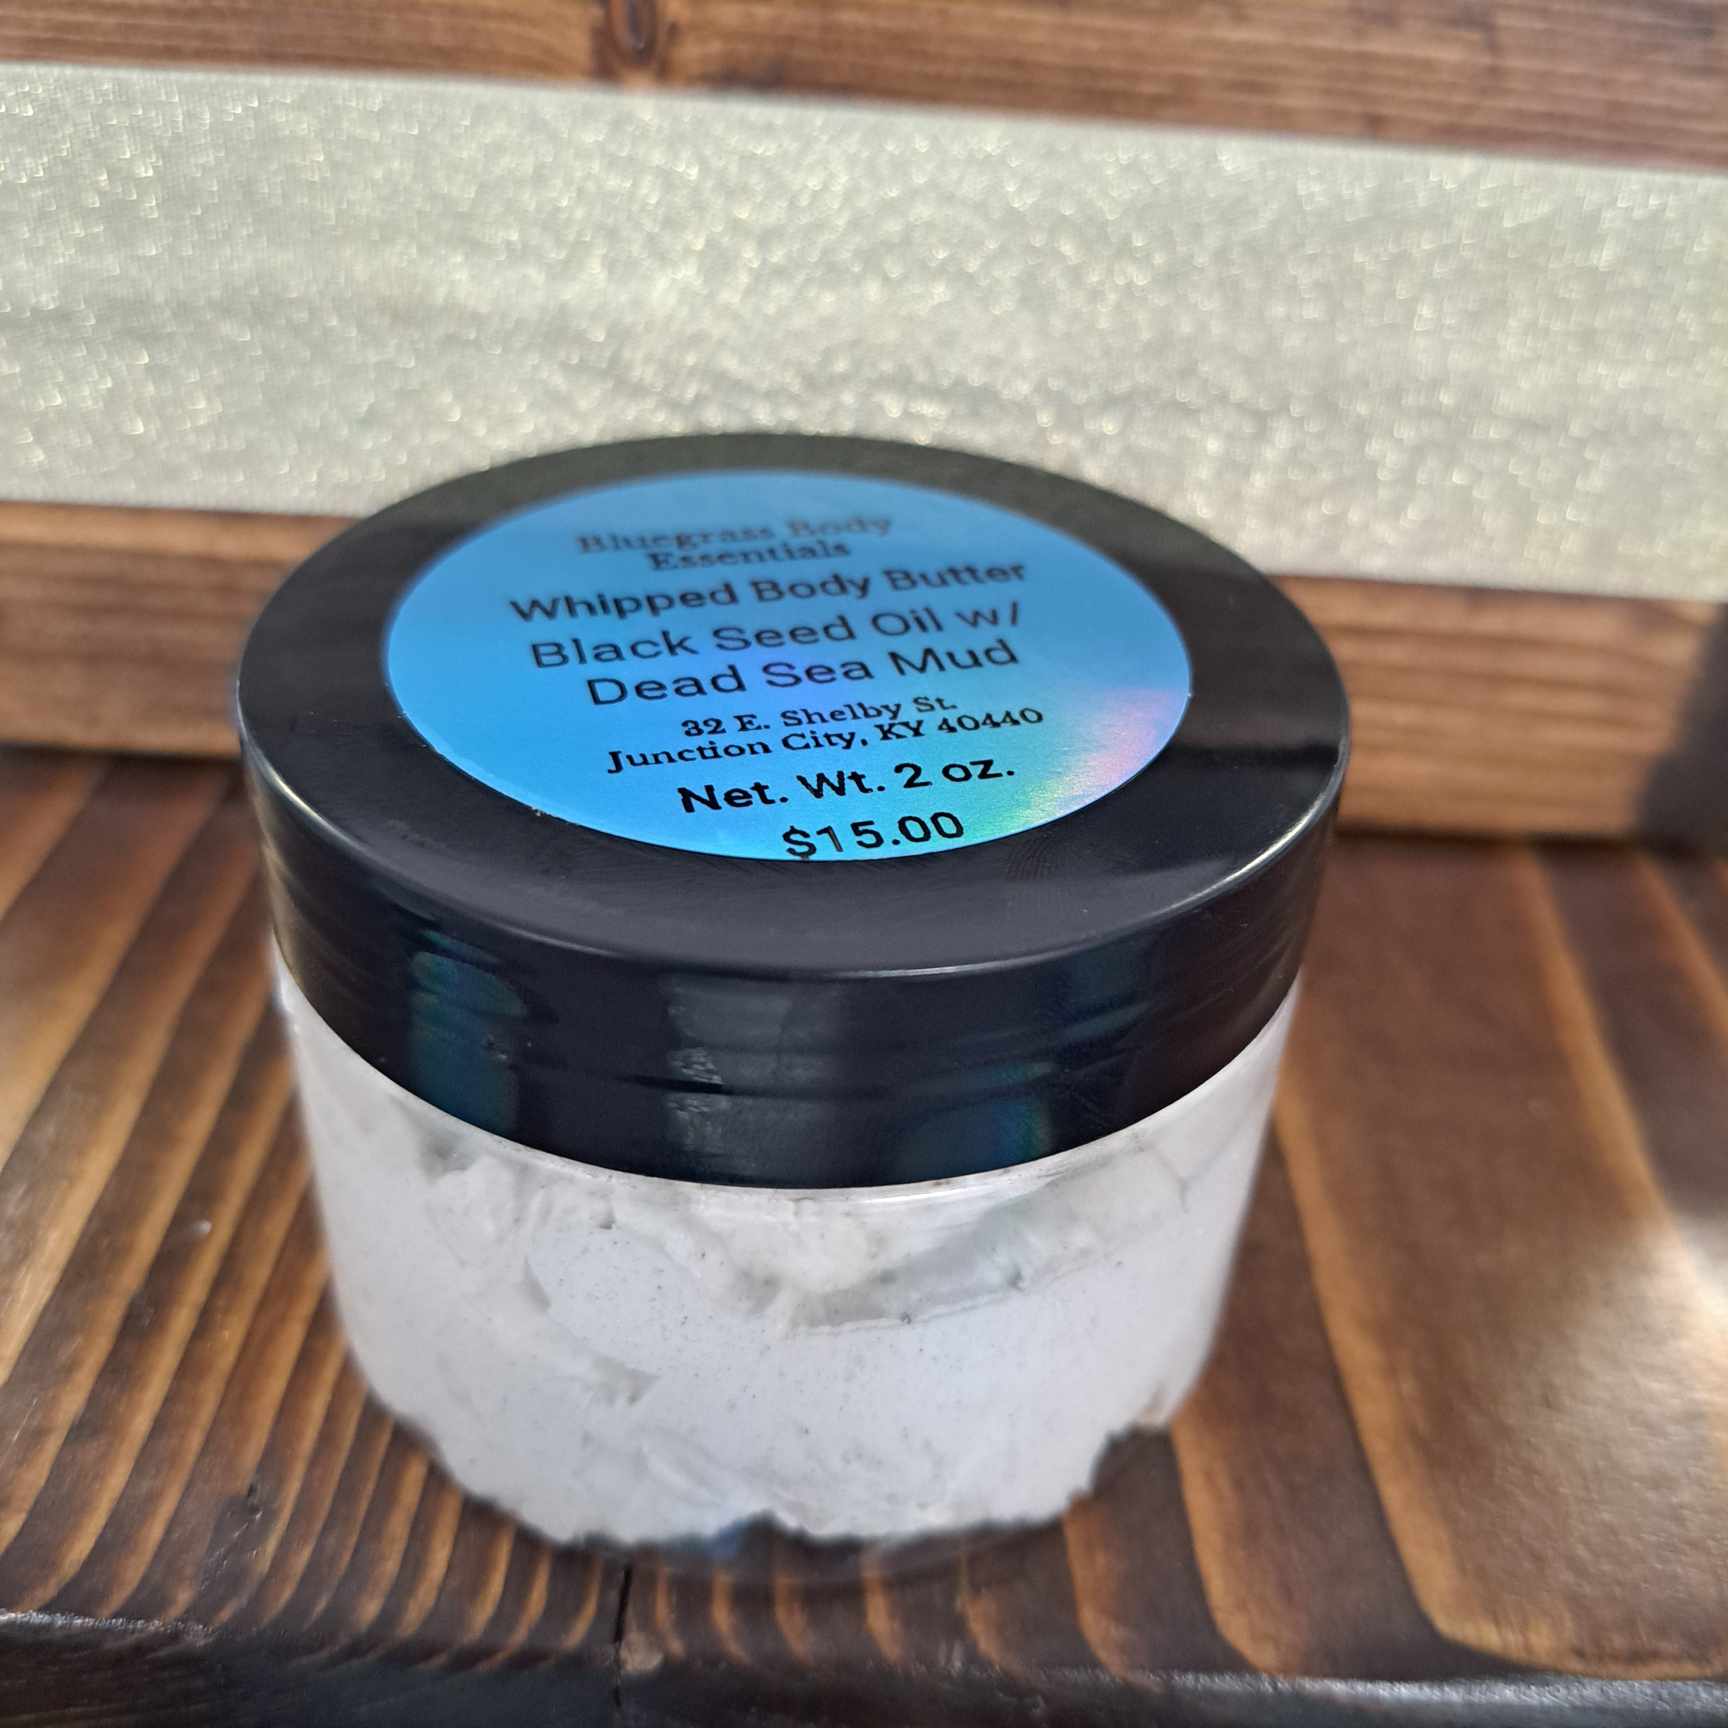 Bluegrass Body
Essentials
Whipped Body Butter
Black Seed Oil w/
Dead Sea Mud
32 E. Shelby St.
Junction City, KY 40440
Net. Wt. 2 oz.
$15.00